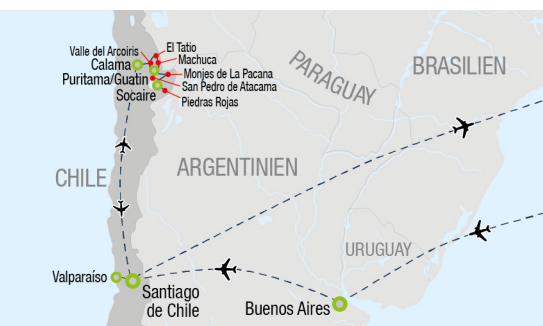 Valle del Arcoiris
El Tatio
Machuca
Calama
Monjes de La Pacana
Puritama/Guatin
San Pedro de Atacama
Socaire
Piedras Rojas
PARAGUAY
BRASILIEN
CHILE
ARGENTINIEN
URUGUAY
Valparaíso
Santiago
de Chile
Buenos Aires